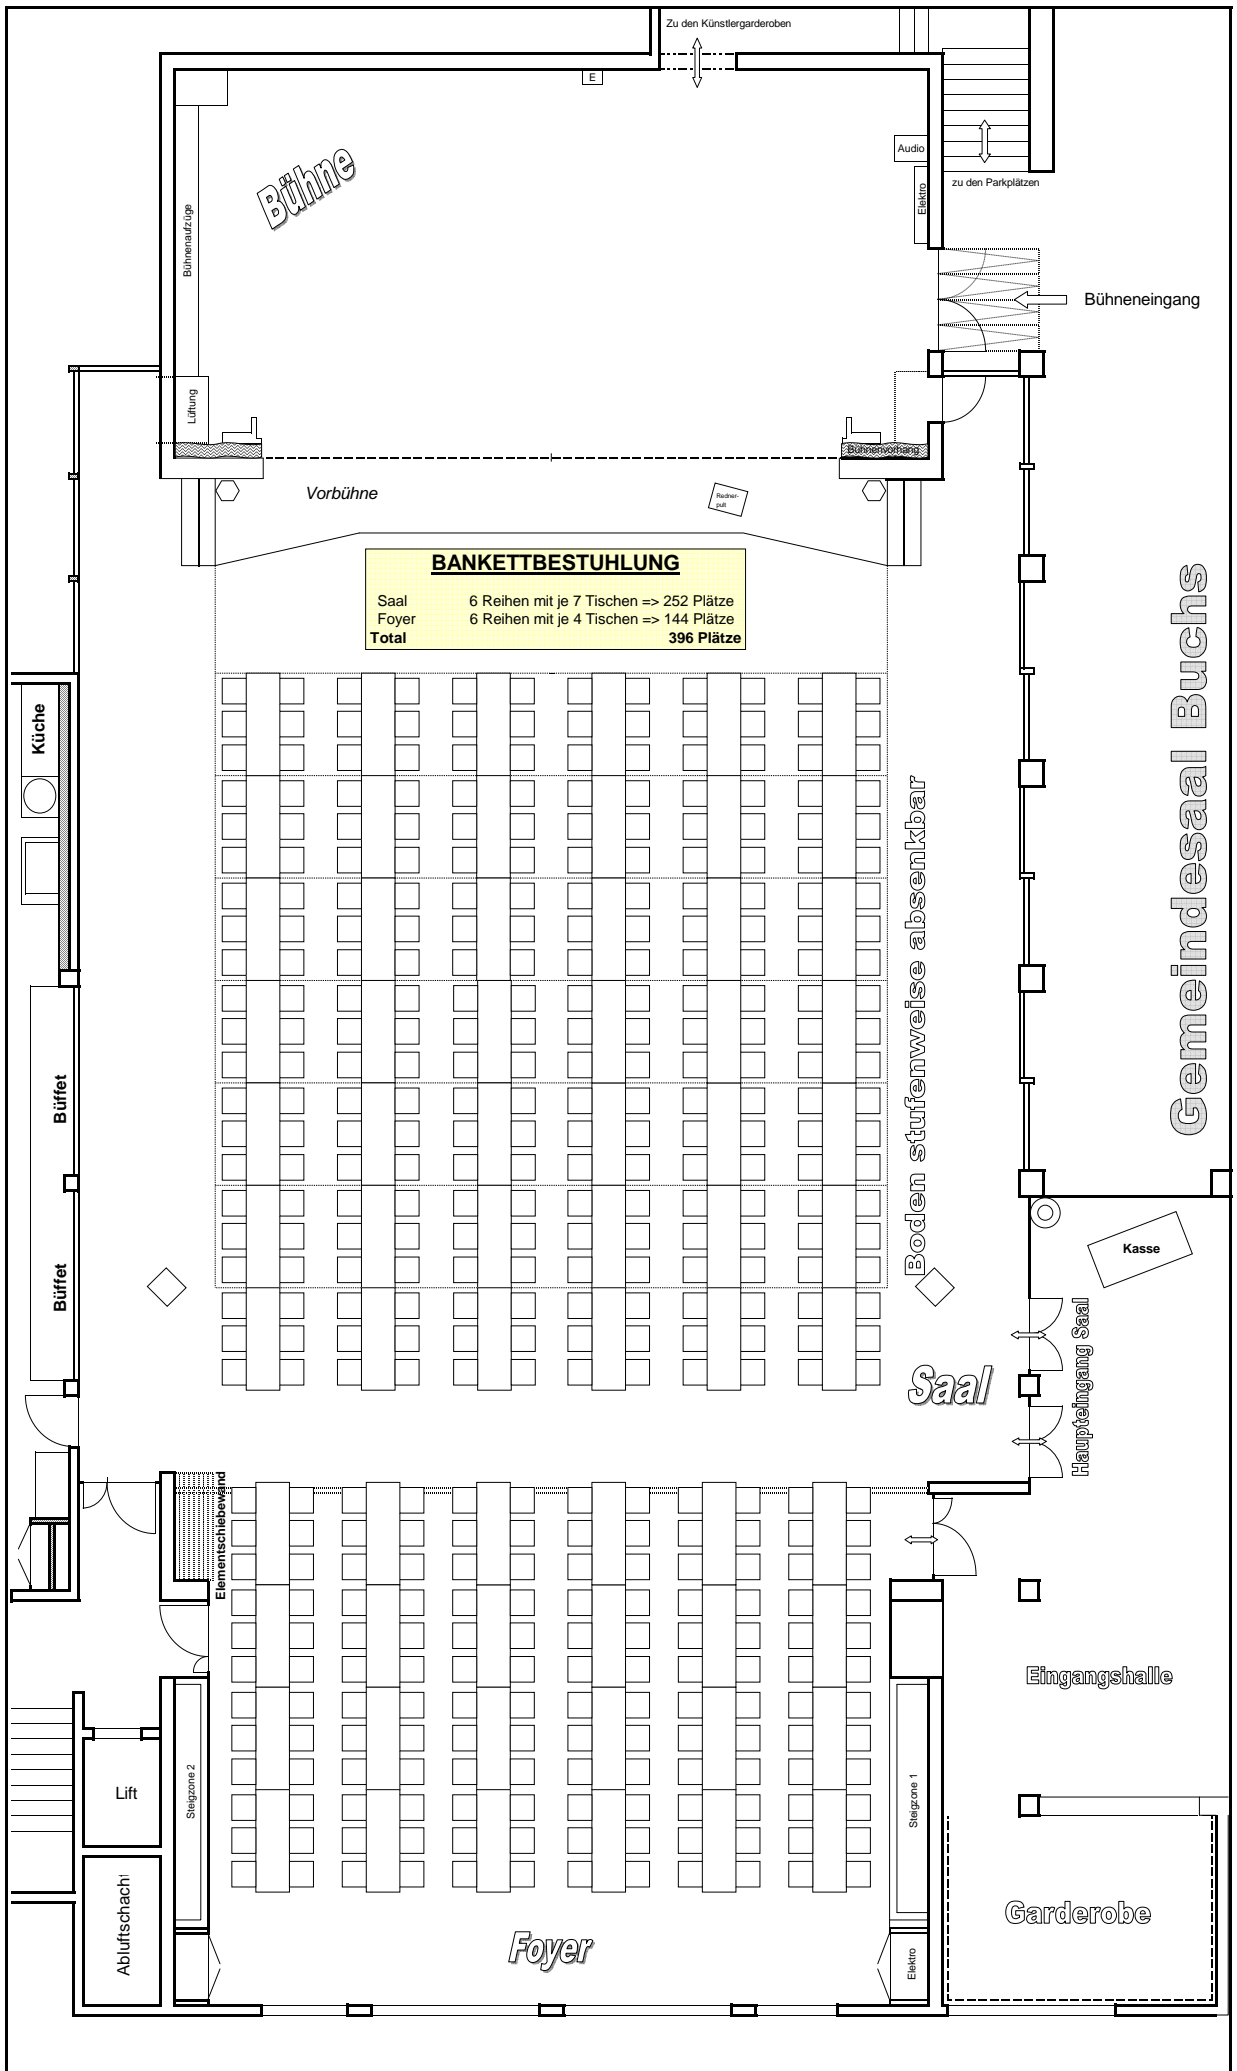 Zu den Künstlergarderoben
E
Audio
Bühne
zu den Parkplätzen
Elektro
Bühnenaufzüge
Bühneneingang
Lüftung
Bühnenvorhang
Vorbühne
Redner-
pult
BANKETTBESTUHLUNG
Saal 6 Reihen mit je 7 Tischen => 252 Plätze
Foyer 6 Reihen mit je 4 Tischen => 144 Plätze
Total 396 Plätze
Gemeindesaal Buchs
Küche
Boden stufenweise absenkbar
Büffet
Kasse
Büffet
Haupteingang Saal
Saal
Elementschiebewand
Eingangshalle
Lift
Steigzone 2
Steigzone 1
Garderobe
Abluftschacht
Foyer
Elektro